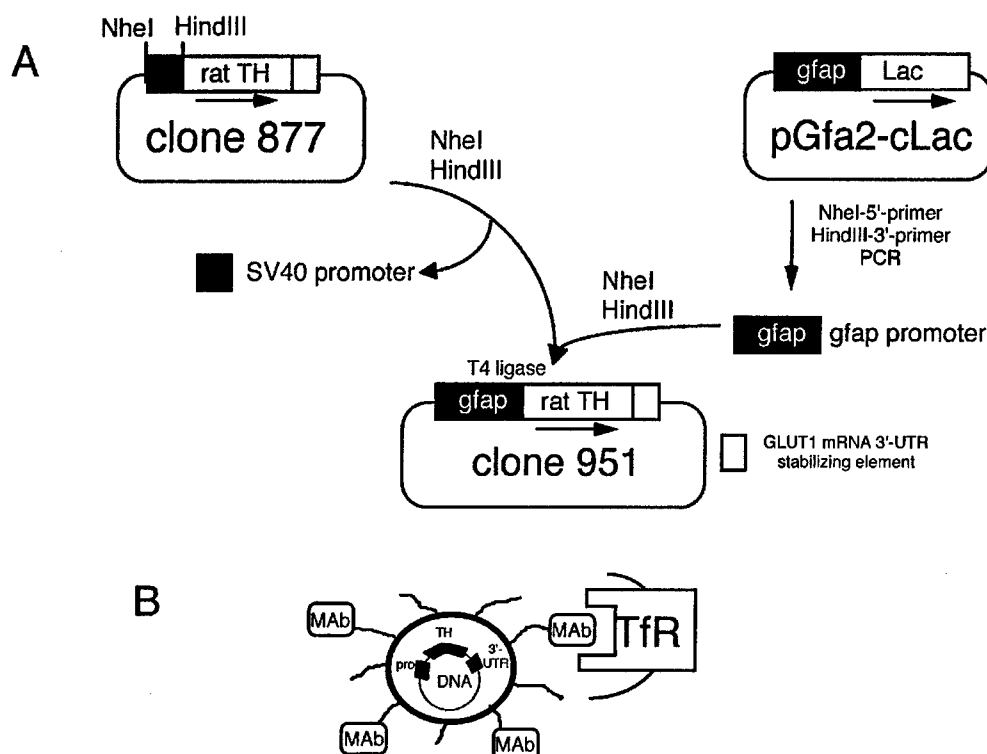 A
NheI HindIII
rat TH
clone 877
gfap Lac
pGfa2-cLac
NheI
HindIII
NheI-5'-primer
HindIII-3'-primer
PCR
SV40 promoter
NheI
HindIII
gfap gfap promoter
T4 ligase
gfap rat TH
clone 951
GLUT1 mRNA 3'-UTR
stabilizing element
B
MAb
TH
pro
3'-
UTR
DNA
MAb
TfR
MAb
MAb